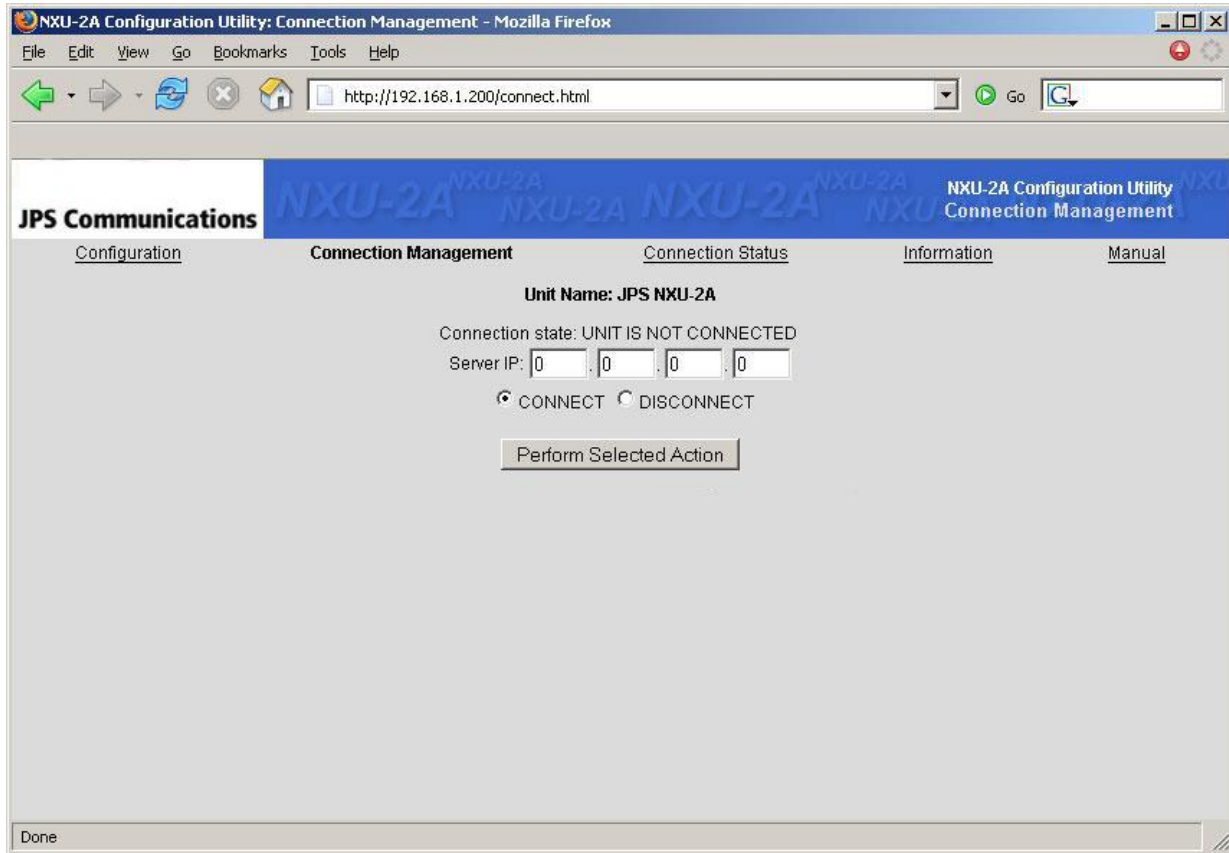 NXU-2A Configuration Utility: Connection Management - Mozilla Firefox
File Edit View Go Bookmarks Tools Help
http://192.168.1.200/connect.html Go G
JPS Communications
NXU-2A NXU-2A NXU-2A NXU-2A NXU-2A NXU-2A
NXU-2A Configuration Utility
Connection Management
Configuration Connection Management Connection Status Information Manual
Unit Name: JPS NXU-2A
Connection state: UNIT IS NOT CONNECTED
Server IP: 0 . 0 . 0 . 0
CONNECT DISCONNECT
Perform Selected Action
Done